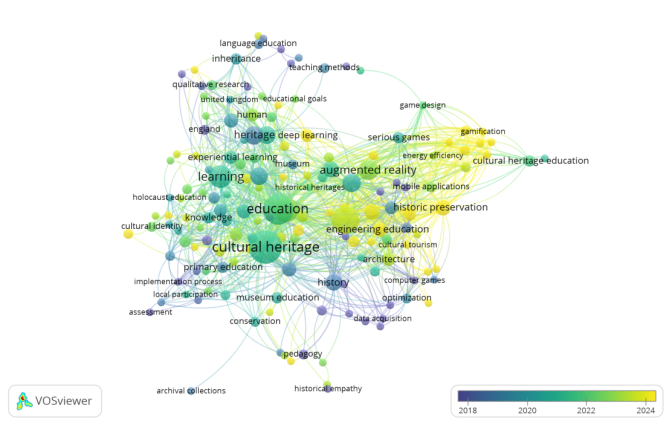 language education
inheritance
teaching methods
qualitative research
united kingdom
educational goals
game design
human
england
heritage
deep learning
serious games
gamification
experiential learning
museum
energy efficiency
cultural heritage education
learning
augmented reality
historical heritages
mobile applications
holocaust education
education
historic preservation
knowledge
cultural identity
engineering education
cultural heritage
cultural tourism
architecture
primary education
implementation process
history
computer games
local participation
museum education
optimization
assessment
conservation
data acquisition
pedagogy
archival collections
historical empathy
VOSviewer
2018
2020
2022
2024